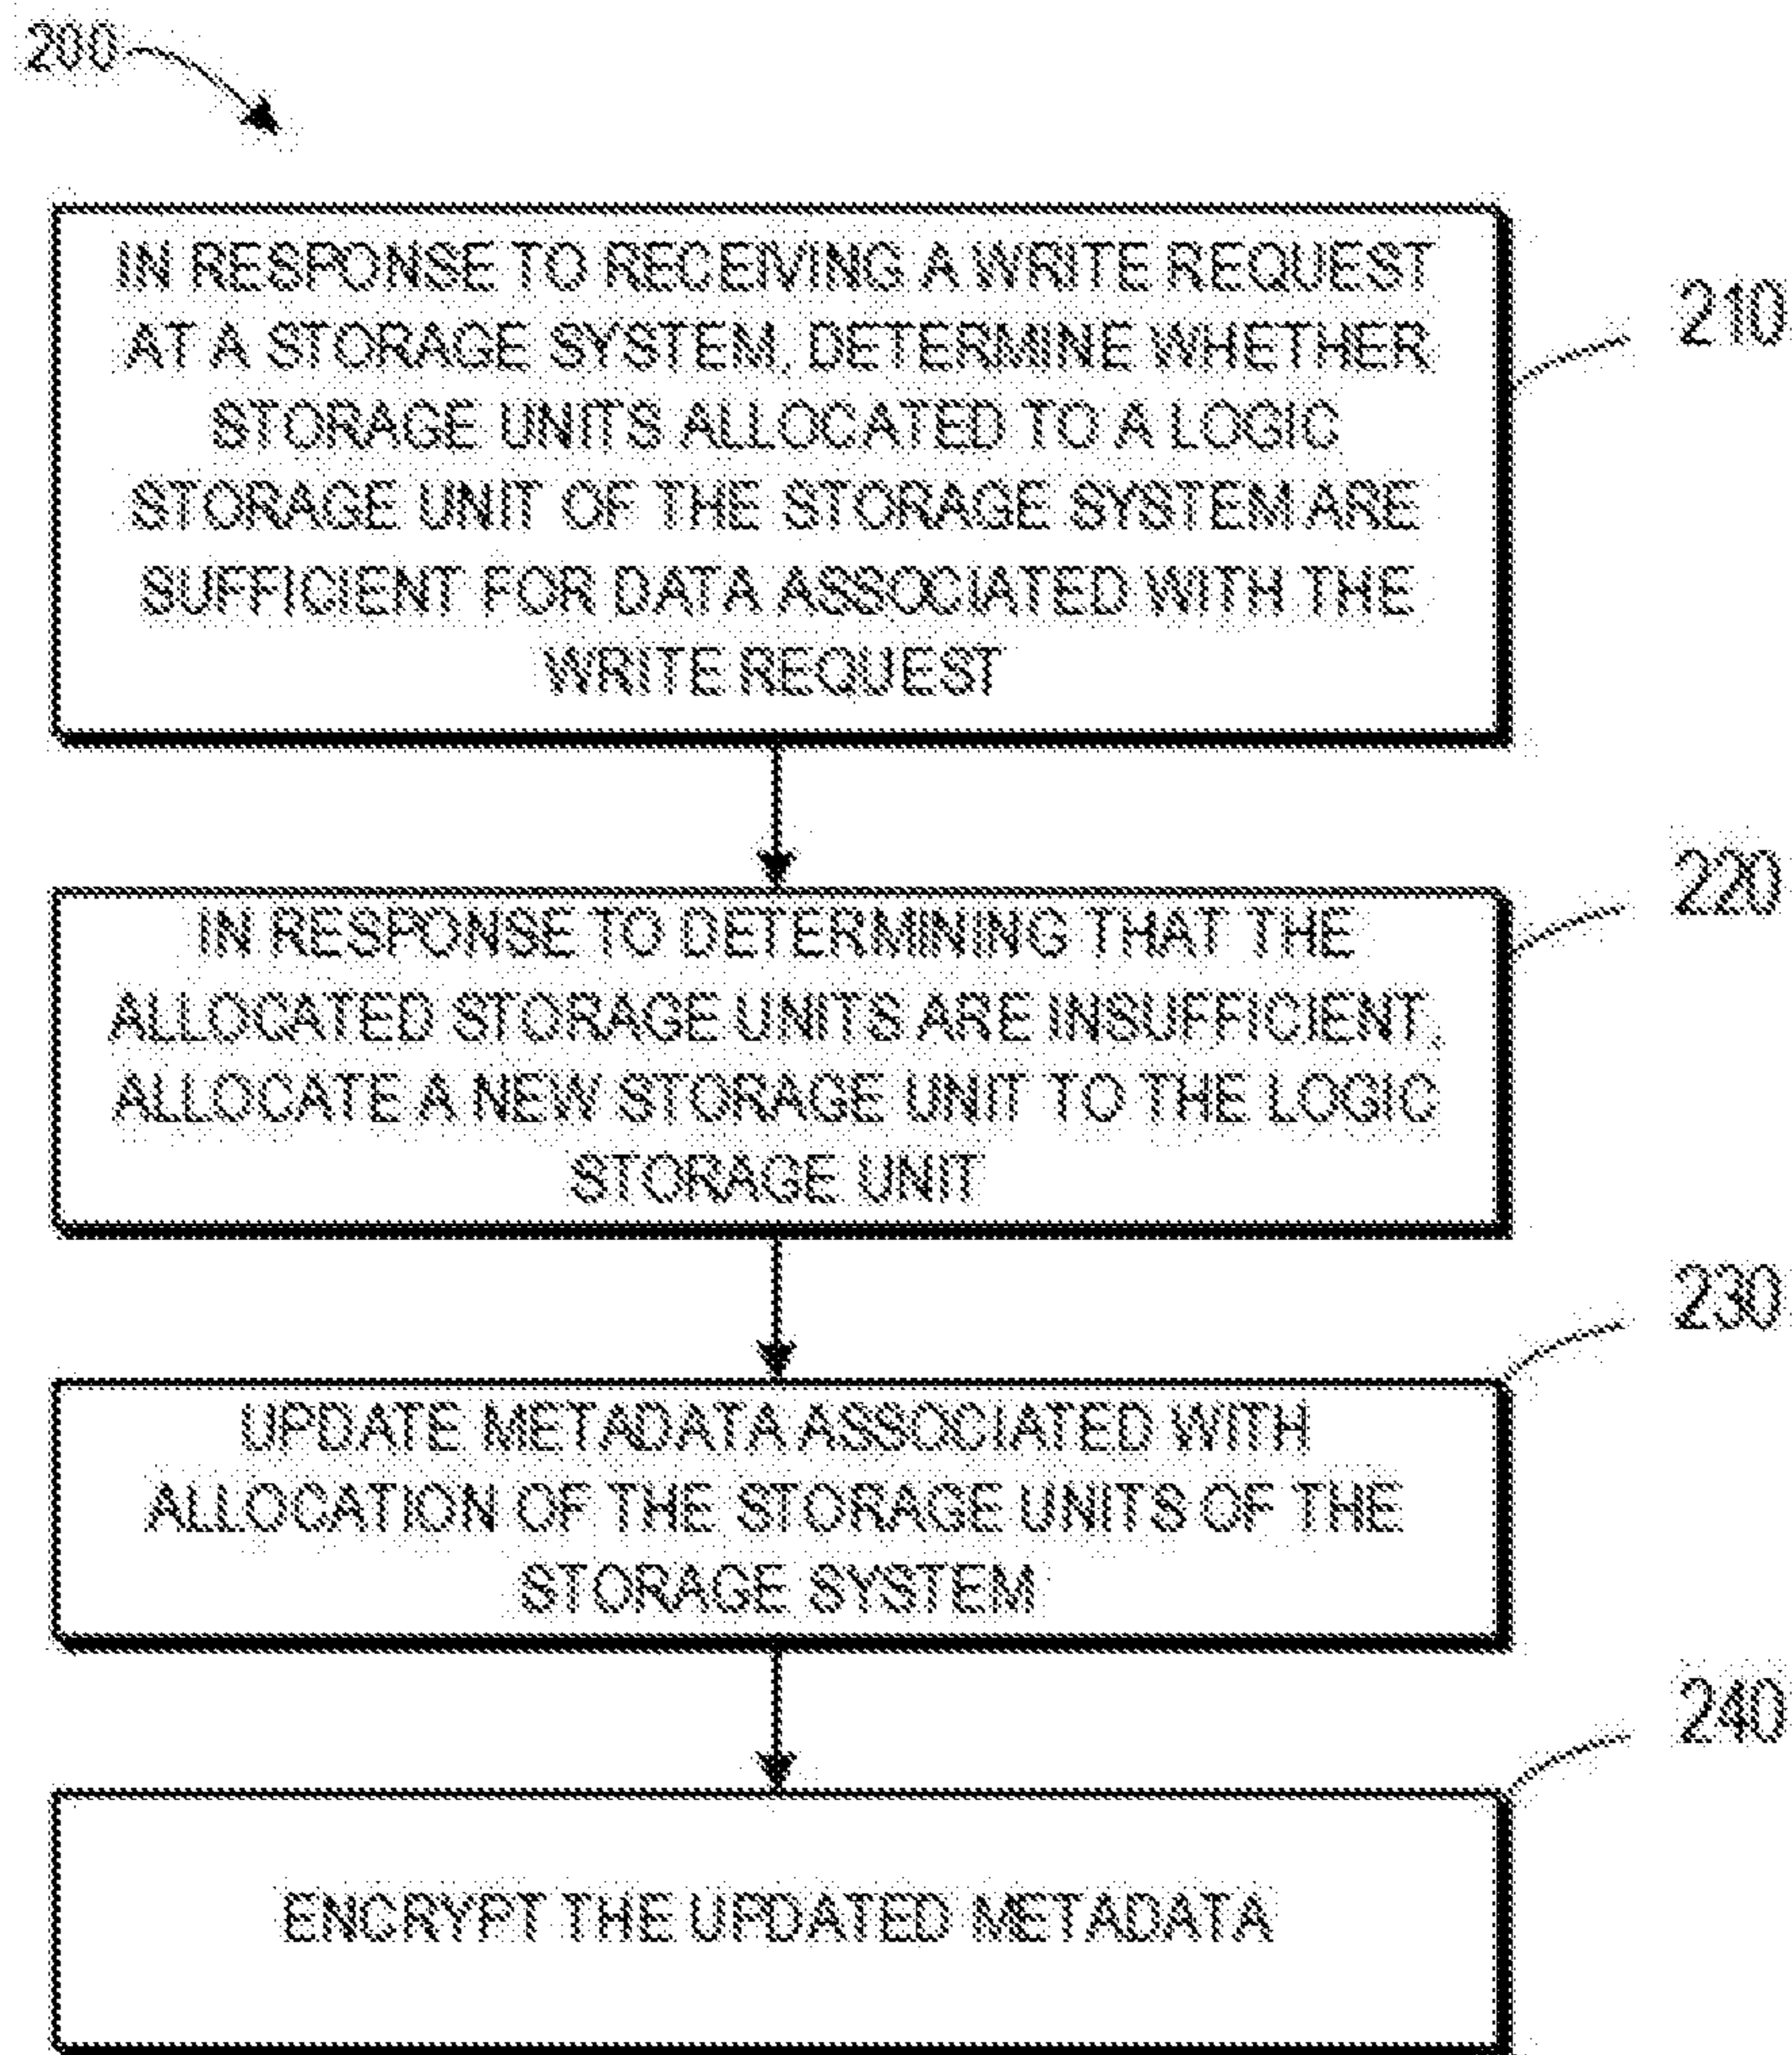 200
IN RESPONSE TO RECEIVING A WRITE REQUEST
AT A STORAGE SYSTEM, DETERMINE WHETHER
STORAGE UNITS ALLOCATED TO A LOGIC
STORAGE UNIT OF THE STORAGE SYSTEM ARE
SUFFICIENT FOR DATA ASSOCIATED WITH THE
WRITE REQUEST
210
IN RESPONSE TO DETERMINING THAT THE
ALLOCATED STORAGE UNITS ARE INSUFFICIENT,
ALLOCATE A NEW STORAGE UNIT TO THE LOGIC
STORAGE UNIT
220
UPDATE METADATA ASSOCIATED WITH
ALLOCATION OF THE STORAGE UNITS OF THE
STORAGE SYSTEM
230
ENCRYPT THE UPDATED METADATA
240